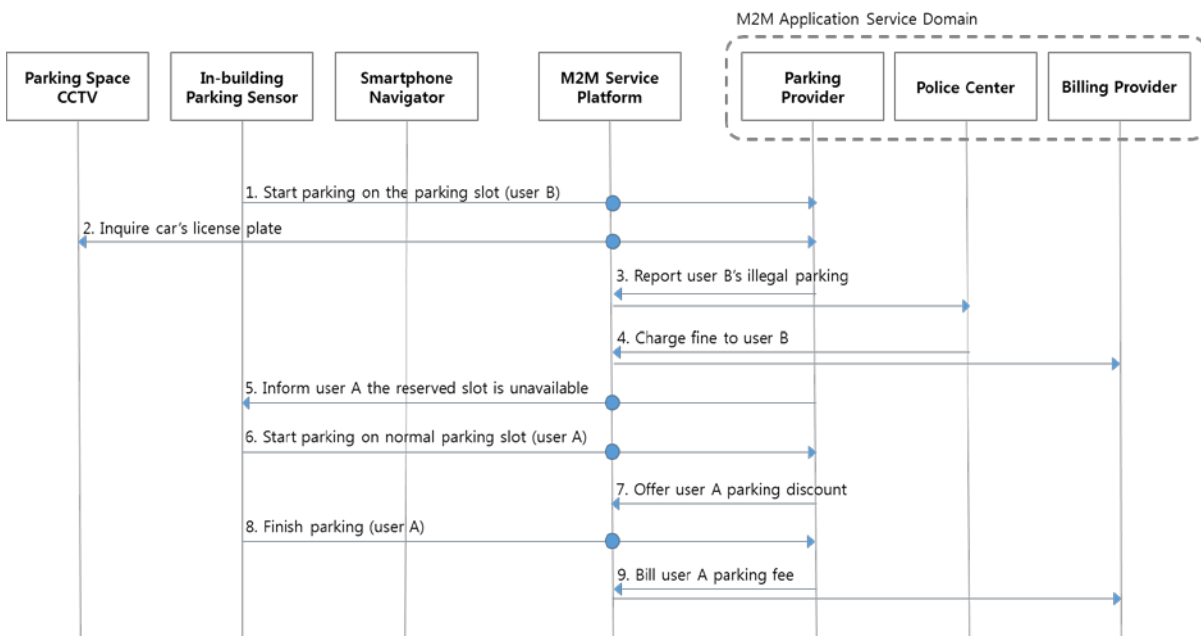 M2M Application Service Domain
Parking Space
CCTV
In-building
Parking Sensor
Smartphone
Navigator
M2M Service
Platform
Parking
Provider
Police Center
Billing Provider
1. Start parking on the parking slot (user B)
2. Inquire car's license plate
3. Report user B's illegal parking
4. Charge fine to user B
5. Inform user A the reserved slot is unavailable
6. Start parking on normal parking slot (user A)
7. Offer user A parking discount
8. Finish parking (user A)
9. Bill user A parking fee